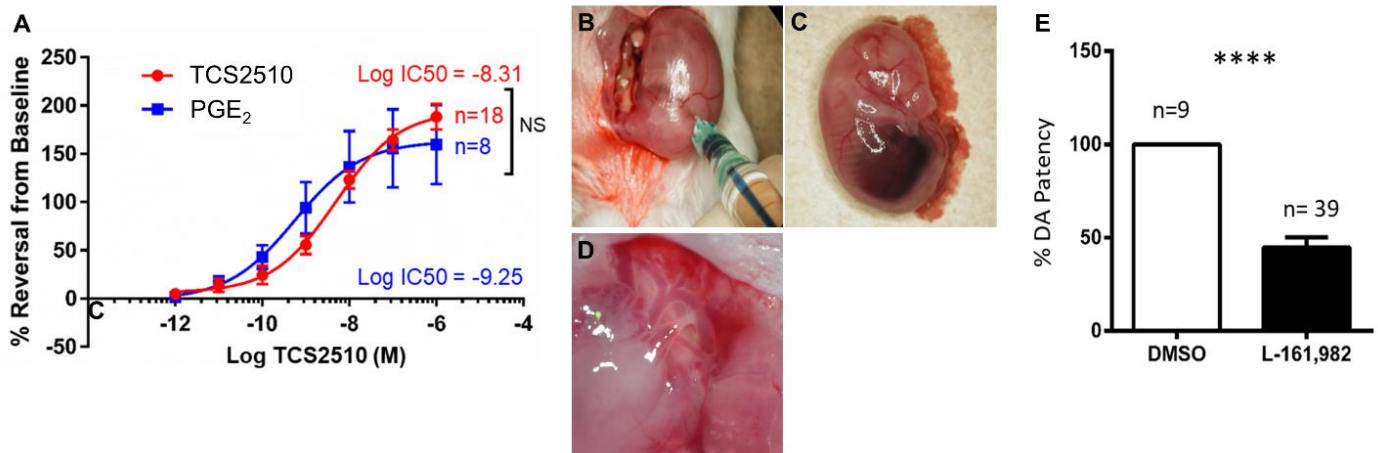 A
% Reversal from Baseline
250
200
150
100
50
0
-50
TCS2510
PGE2
Log IC50 = -8.31
n=18
n=8
NS
Log IC50 = -9.25
C
-12
-10
-8
-6
-4
Log TCS2510 (M)
B
C
D
E
% DA Patency
150
100
50
0
****
n=9
n= 39
DMSO
L-161,982